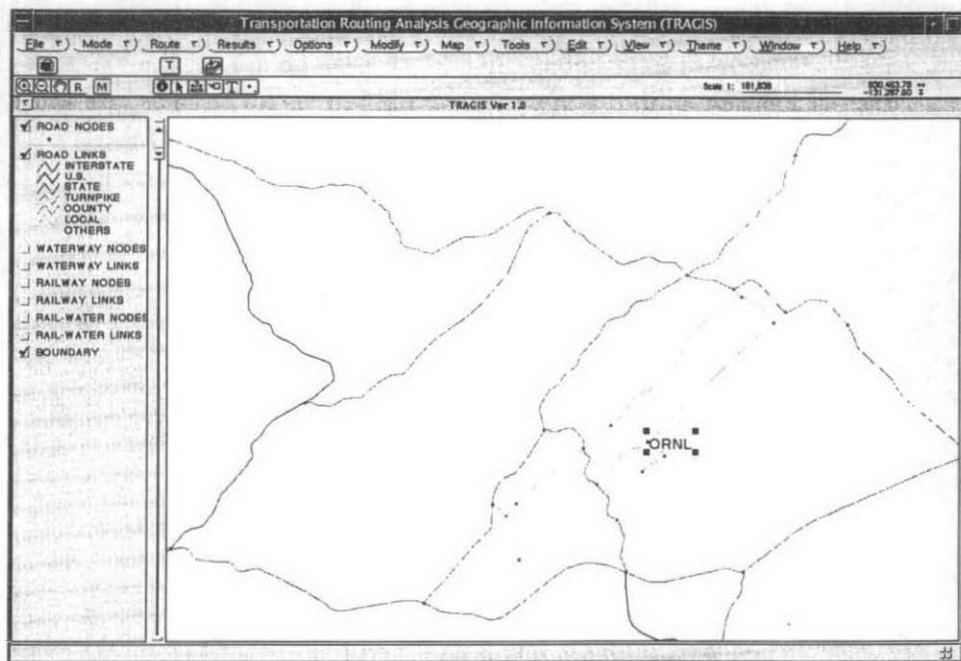 Transportation Routing Analysis Geographic Information System (TRAGIS)
File Mode Route Results Options Modify Map Tools Edit View Theme Window Help
T
R M T
Scale 1: 181,838
TRAGIS Ver 1.0
ROAD NODES
ROAD LINKS
INTERSTATE
U.S.
STATE
TURNPIKE
COUNTY
LOCAL
OTHERS
WATERWAY NODES
WATERWAY LINKS
RAILWAY NODES
RAILWAY LINKS
RAIL-WATER NODES
RAIL-WATER LINKS
BOUNDARY
ORNL